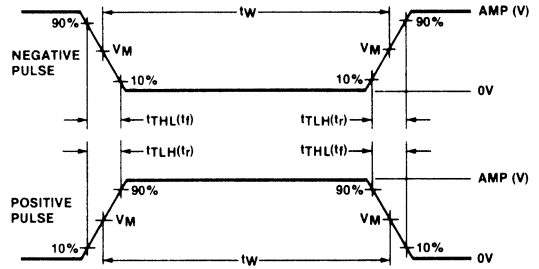 tW
AMP (V)
90%
90%
NEGATIVE
PULSE
VM
VM
10%
10%
0V
tTHL(tf)
tTLH(tr)
tTLH(tr)
tTHL(tf)
AMP (V)
90%
90%
POSITIVE
PULSE
VM
VM
10%
10%
tW
0V